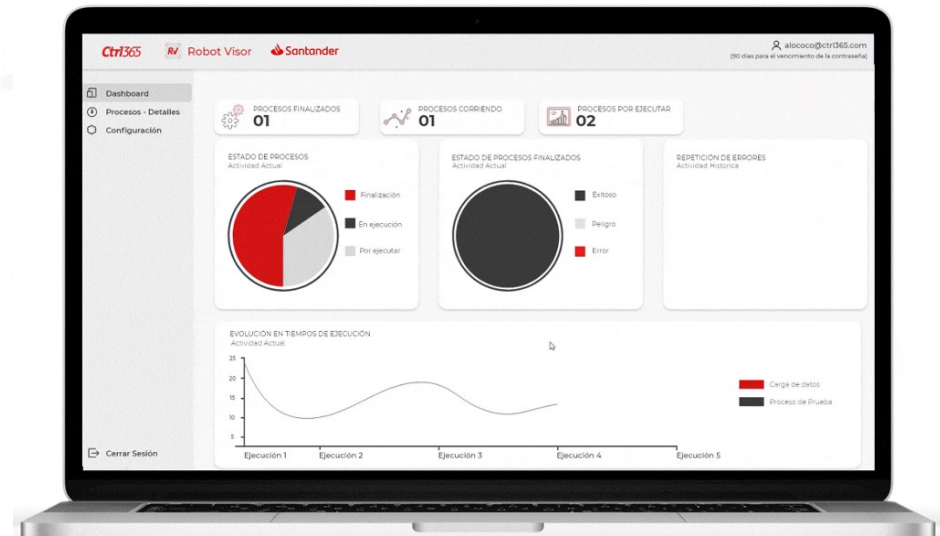 Ctrl365
RV Robot Visor
Santander
alococo@ctrl365.com
(90 días para el vencimiento de la contraseña)
Dashboard
Procesos - Detalles
Configuración
Cerrar Sesión
PROCESOS FINALIZADOS
01
PROCESOS CORRIENDO
01
PROCESOS POR EJECUTAR
02
ESTADO DE PROCESOS
Actividad Actual
Finalización
En ejecución
Por ejecutar
ESTADO DE PROCESOS FINALIZADOS
Actividad Actual
Éxitoso
Peligro
Error
REPETICIÓN DE ERRORES
Actividad Histórica
EVOLUCIÓN EN TIEMPOS DE EJECUCIÓN
Actividad Actual
25
20
15
10
5
Ejecución 1
Ejecución 2
Ejecución 3
Ejecución 4
Ejecución 5
Carga de datos
Proceso de Prueba